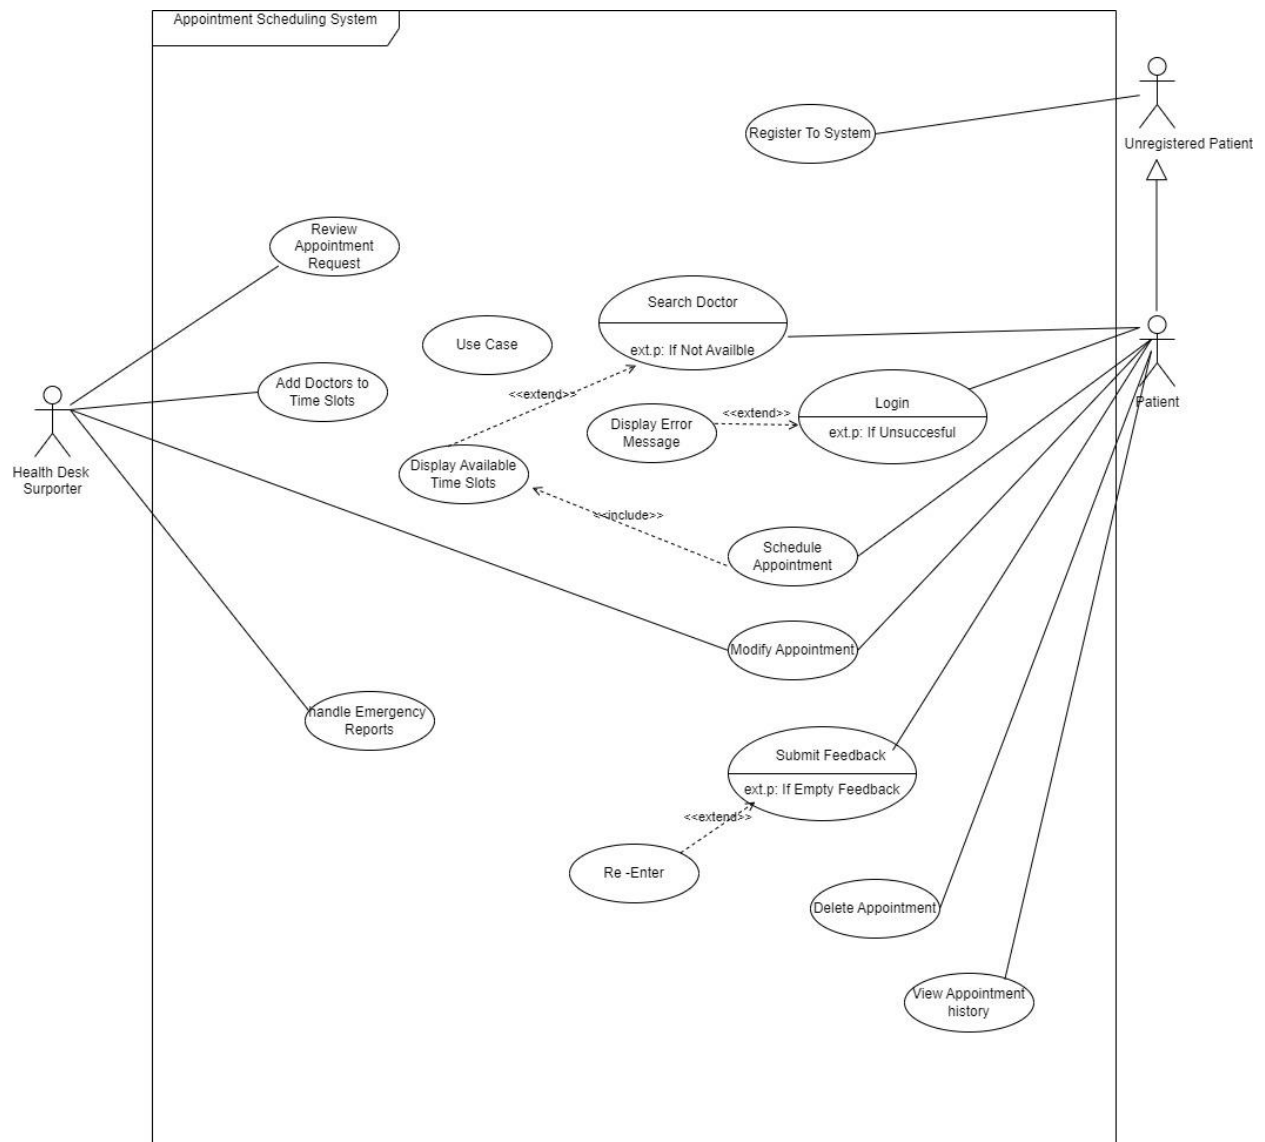 Appointment Scheduling System
Register To System
Unregistered Patient
Review
Appointment
Request
Search Doctor
ext.p: If Not Availble
Use Case
<<extend>>
Add Doctors to
Time Slots
Health Desk
Surporter
Display Error
Message
<<extend>>
Login
ext.p: If Unsuccesful
Patient
Display Available
Time Slots
<<include>>
Schedule
Appointment
Modify Appointment
handle Emergency
Reports
Submit Feedback
ext.p: If Empty Feedback
<<extend>>
Re -Enter
Delete Appointment
View Appointment
history